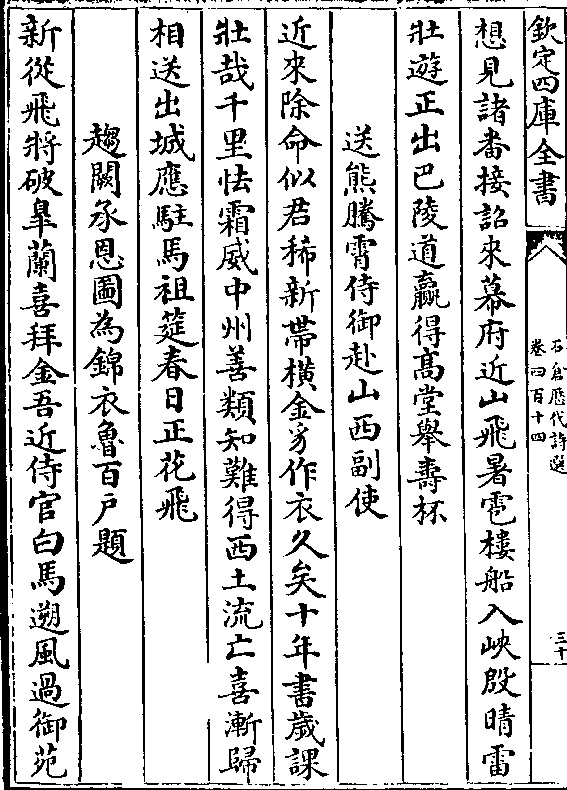 欽定四庫全書
石倉歷代詩選
卷四百十四
三十
想見諸番接詔來幕府近山飛暑雹樓船入峽殷晴雷
壯遊正出巴陵道贏得髙堂舉壽杯
送熊騰霄侍御赴山西副使
近來除命似君稀新帶横金豸作衣久矣十年書歲課
壯哉千里怯霜威中州善類知難得西土流亡喜漸歸
相送出城應駐馬祖筵春日正花飛
趨闕承恩圖為錦衣魯百戸題
新從飛將破臯蘭喜拜金吾近侍官白馬遡風過御苑